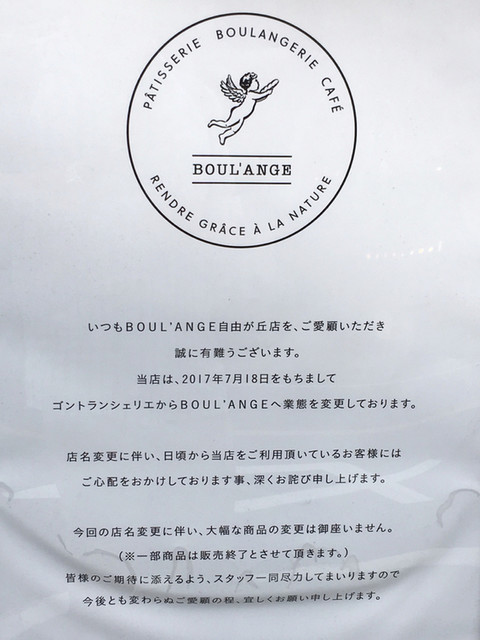 PÂTISSERIE BOULANGERIE CAFÉ
BOUL'ANGE
RENDRE GRÂCE À LA NATURE
いつもBOUL'ANGE自由が丘店を、ご愛顧いただき
誠に有難うございます。
当店は、2017年7月18日をもちまして
ゴントランシェリエからBOUL'ANGEへ業態を変更しております。
店名変更に伴い、日頃から当店をご利用頂いているお客様には
ご心配をおかけしております事、深くお詫び申し上げます。
今回の店名変更に伴い、大幅な商品の変更は御座いません。
（※一部商品は販売終了とさせて頂きます。）
皆様のご期待に添えるよう、スタッフ一同尽力してまいりますので
今後とも変わらぬご愛顧の程、宜しくお願い申し上げます。